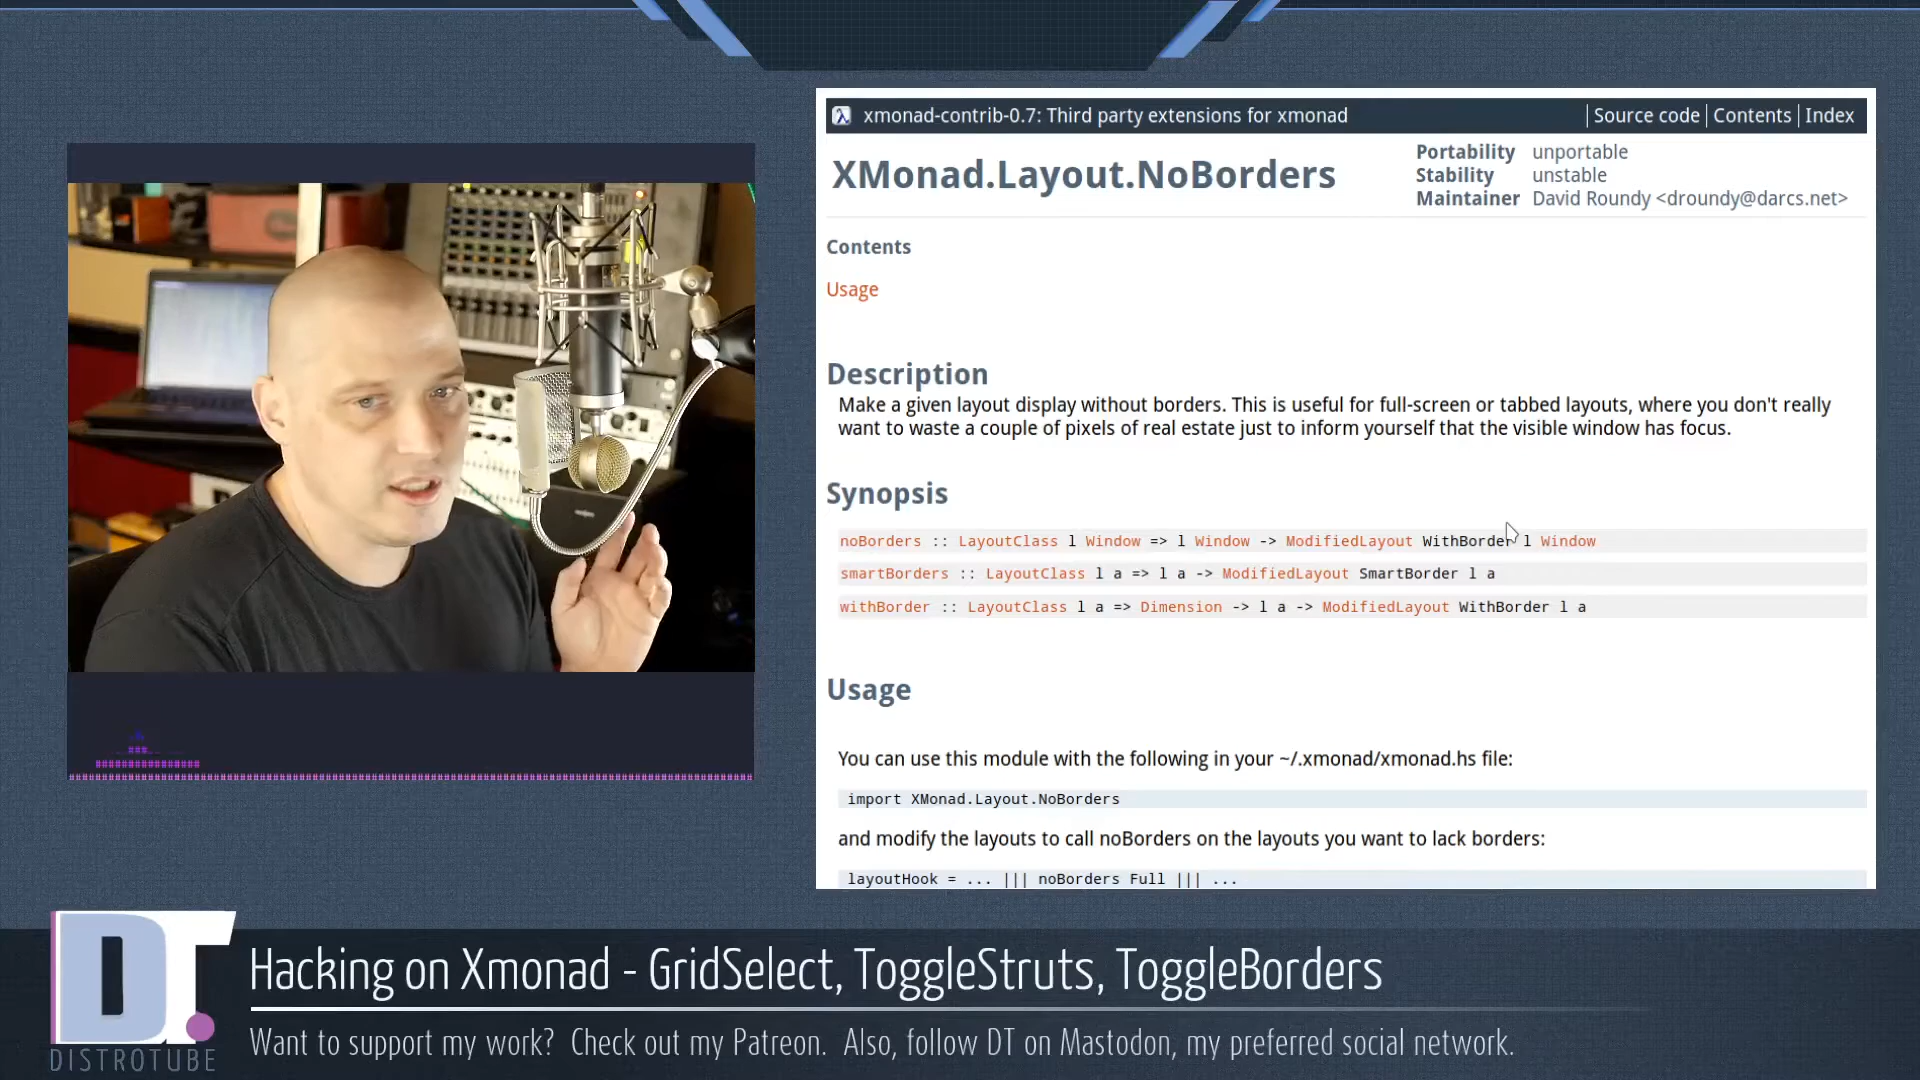 xmonad-contrib-0.7: Third party extensions for xmonad
Source code | Contents | Index
XMonad.Layout.NoBorders
Portability unportable
Stability unstable
Maintainer David Roundy <droundy@darcs.net>
Contents
Usage
Description
Make a given layout display without borders. This is useful for full-screen or tabbed layouts, where you don't really
want to waste a couple of pixels of real estate just to inform yourself that the visible window has focus.
Synopsis
noBorders :: LayoutClass l Window => l Window -> ModifiedLayout WithBorder l Window
smartBorders :: LayoutClass l a => l a -> ModifiedLayout SmartBorder l a
withBorder :: LayoutClass l a => Dimension -> l a -> ModifiedLayout WithBorder l a
Usage
You can use this module with the following in your ~/.xmonad/xmonad.hs file:
import XMonad.Layout.NoBorders
and modify the layouts to call noBorders on the layouts you want to lack borders:
layoutHook = ... ||| noBorders Full ||| ...
DT.
DISTROTUBE
Hacking on Xmonad - GridSelect, ToggleStruts, ToggleBorders
Want to support my work? Check out my Patreon. Also, follow DT on Mastodon, my preferred social network.